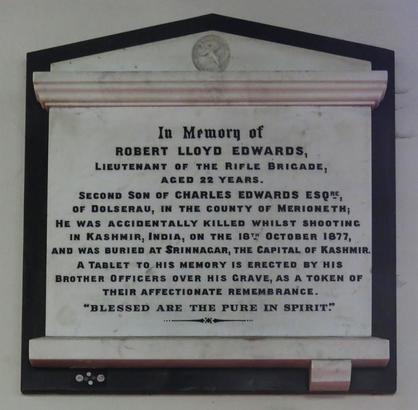 In Memory of
ROBERT LLOYD EDWARDS,
LIEUTENANT OF THE RIFLE BRIGADE,
AGED 22 YEARS.
SECOND SON OF CHARLES EDWARDS ESQRE,
OF DOLSERAU, IN THE COUNTY OF MERIONETH;
HE WAS ACCIDENTALLY KILLED WHILST SHOOTING
IN KASHMIR, INDIA, ON THE 18TH OCTOBER 1877,
AND WAS BURIED AT SRINNAGAR, THE CAPITAL OF KASHMIR.
A TABLET TO HIS MEMORY IS ERECTED BY HIS
BROTHER OFFICERS OVER HIS GRAVE, AS A TOKEN OF
THEIR AFFECTIONATE REMEMBRANCE.
"BLESSED ARE THE PURE IN SPIRIT."